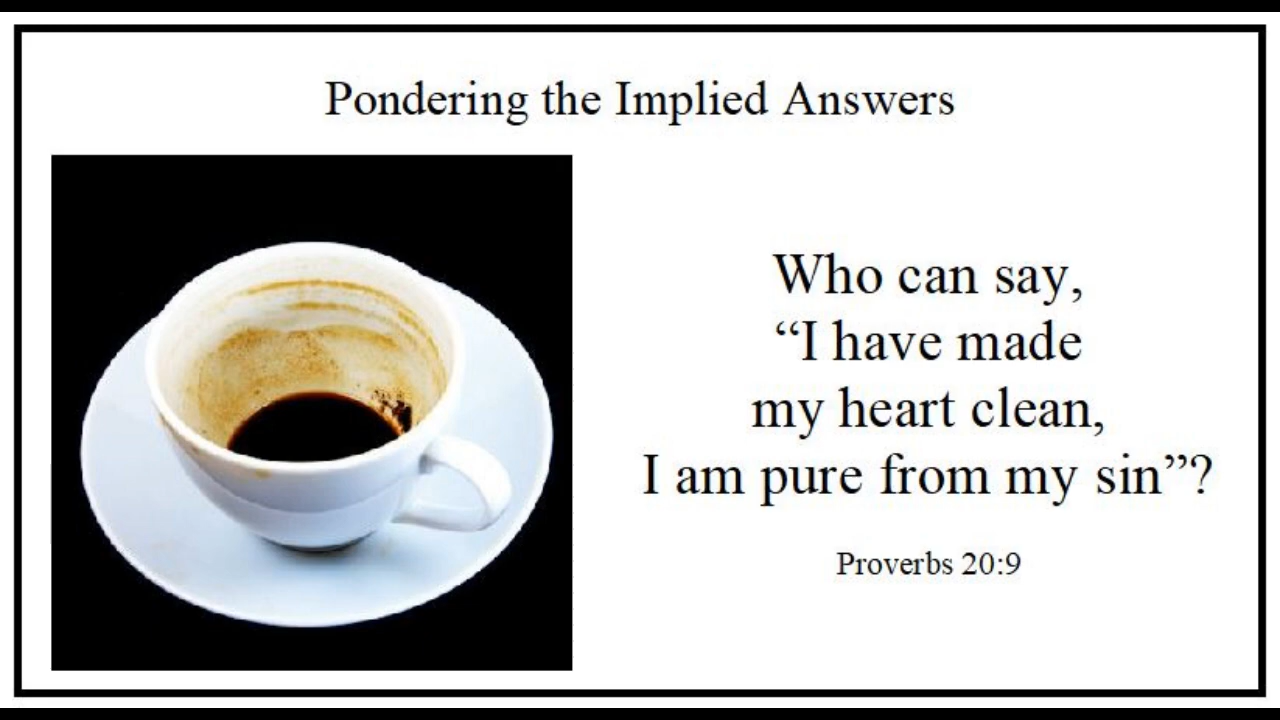 Pondering the Implied Answers
Who can say,
“I have made
my heart clean,
I am pure from my sin”?
Proverbs 20:9